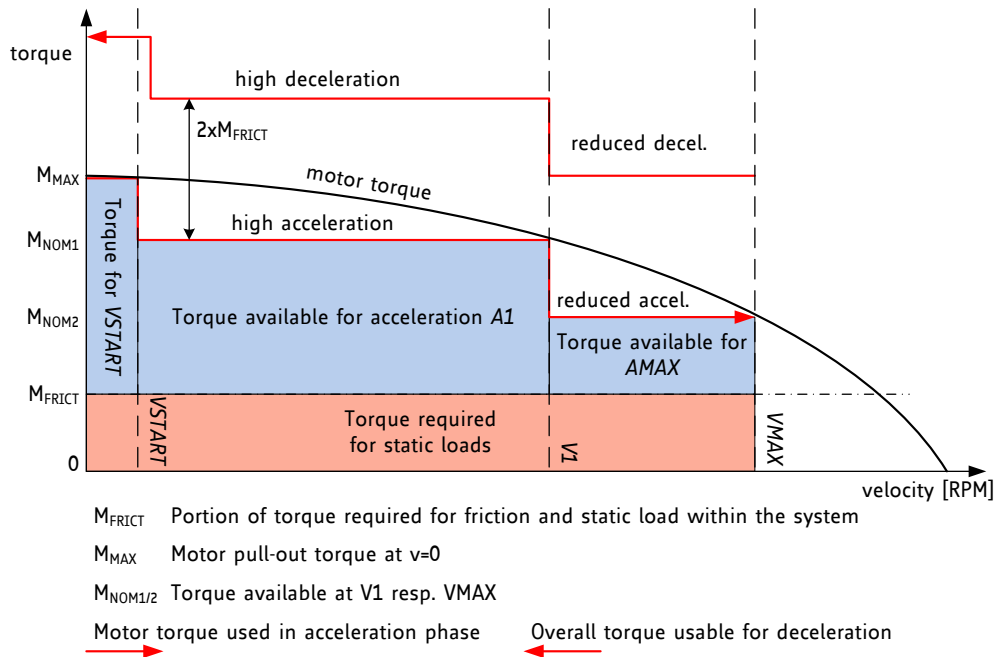 torque
high deceleration
2xMFRICT
reduced decel.
MMAX
motor torque
high acceleration
MNOM1
Torque for VSTART
Torque available for acceleration A1
reduced accel.
MNOM2
Torque available for
AMAX
MFRICT
VSTART
Torque required
for static loads
V1
VMAX
0
velocity [RPM]
MFRICT Portion of torque required for friction and static load within the system
MMAX Motor pull-out torque at v=0
MNOM1/2 Torque available at V1 resp. VMAX
Motor torque used in acceleration phase Overall torque usable for deceleration